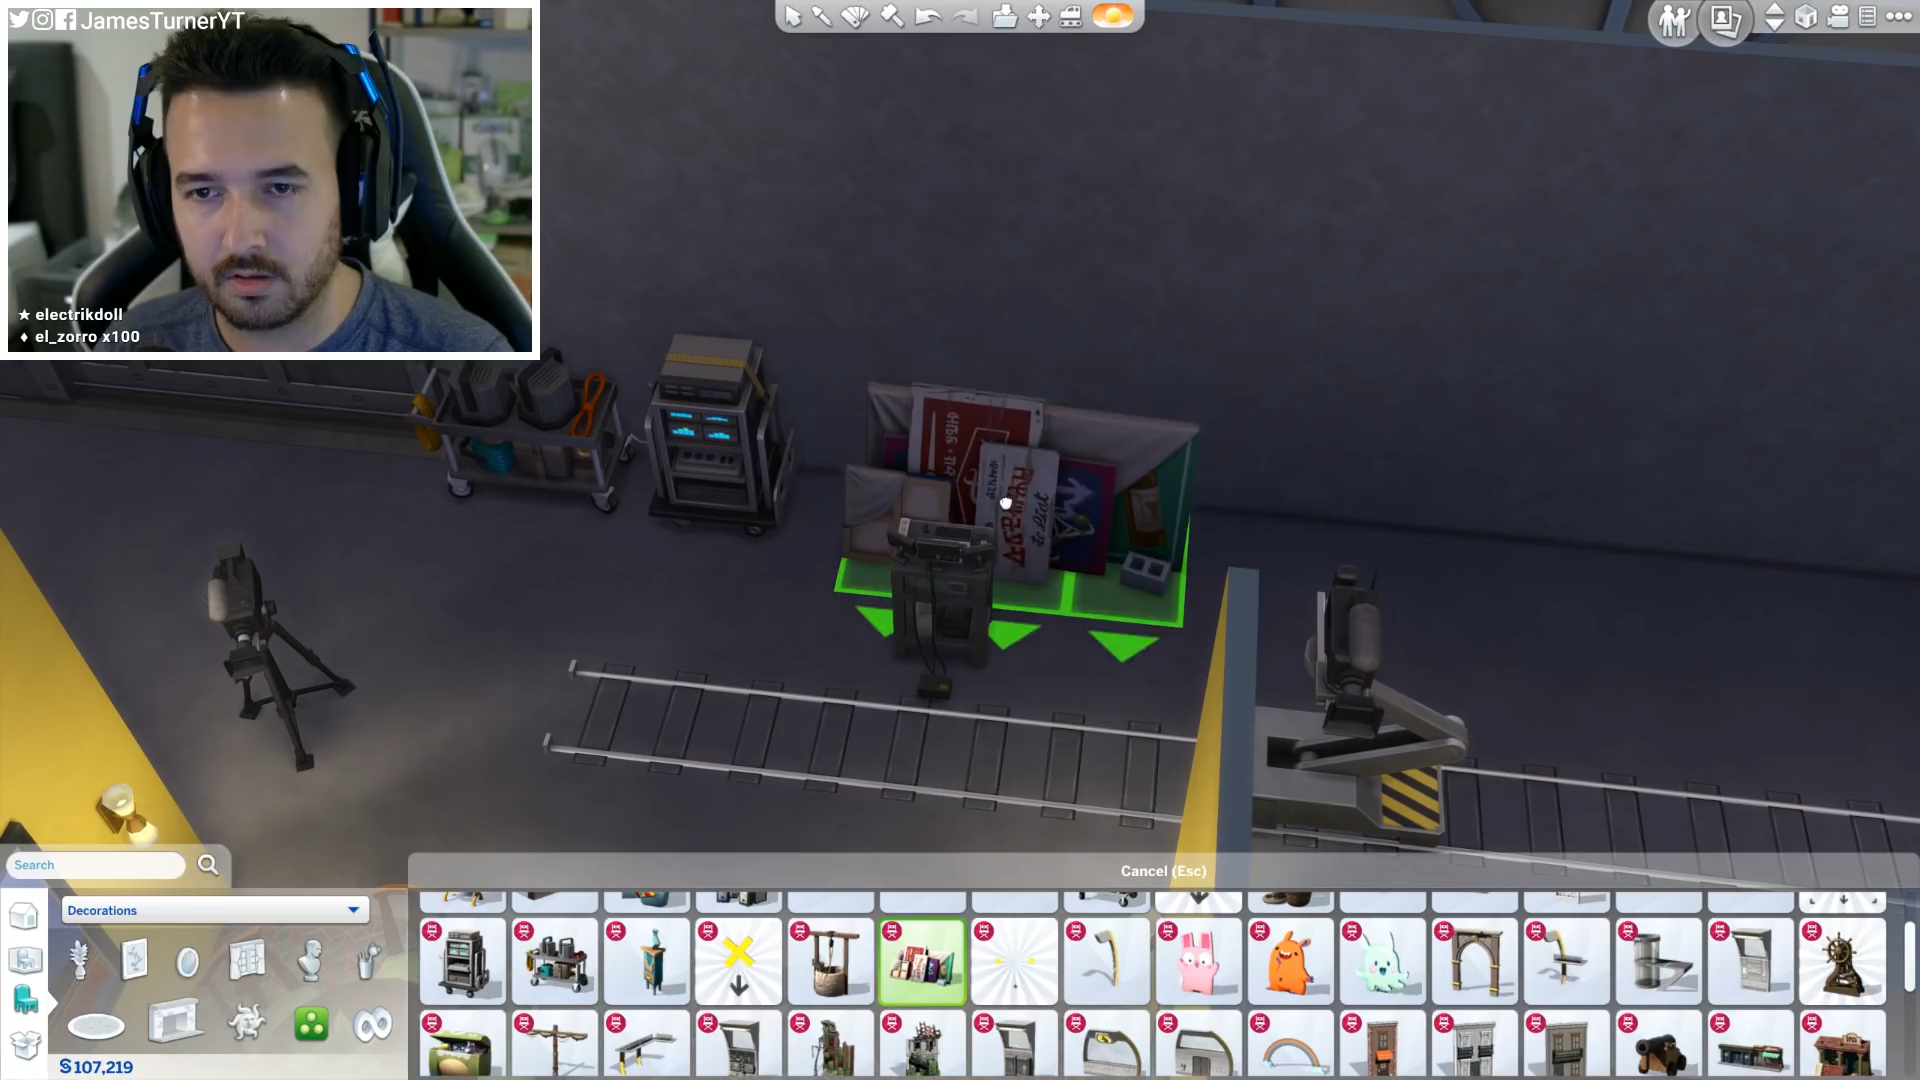 JamesTurnerYT
★ electrikdoll
♦ el_zorro x100
Cancel (Esc)
Search
Decorations
§107,219